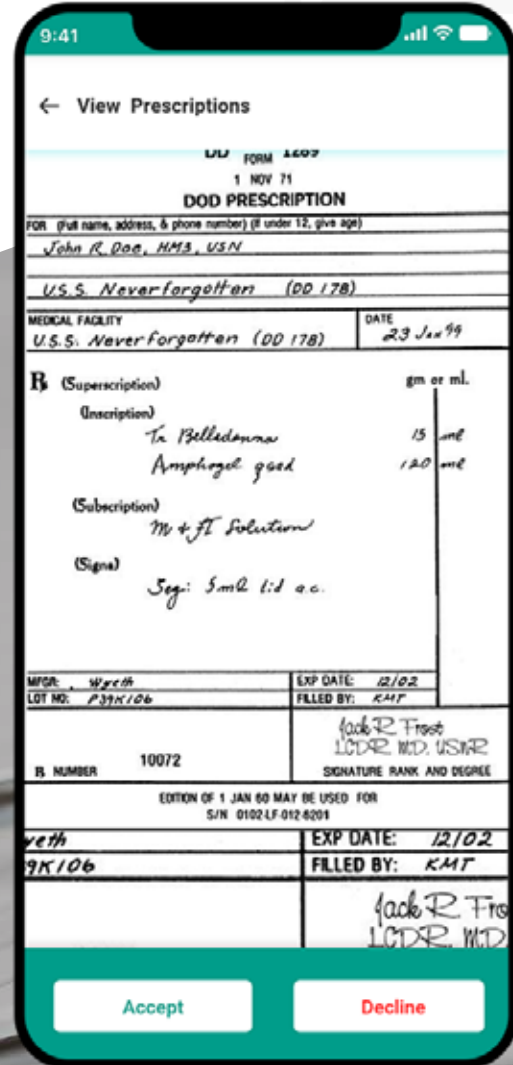 9:41
← View Prescriptions
DD FORM 1289
1 NOV 71
DOD PRESCRIPTION
FOR (Full name, address, & phone number) (If under 12, give age)
John R. Doe, HM3, USN
U.S.S. Neverforgotten (DD 178)
MEDICAL FACILITY
U.S.S. Neverforgotten (DD 178)
DATE
23 Jan 99
℞ (Superscription)
gm or ml.
(Inscription)
Tr Belladonna 15 ml
Amphogel qsad 120 ml
(Subscription)
M & ft Solution
(Signa)
Sig: 5ml tid a.c.
MFGR: Wyeth
EXP DATE: 12/02
LOT NO: P39K106
FILLED BY: KMT
℞ NUMBER 10072
Jack R Frost
LCDR MD. USNR
SIGNATURE RANK AND DEGREE
EDITION OF 1 JAN 60 MAY BE USED FOR
S/N 0102-LF-012-6201
yeth
EXP DATE: 12/02
9K106
FILLED BY: KMT
Jack R Fro
LCDR MD
Accept
Decline